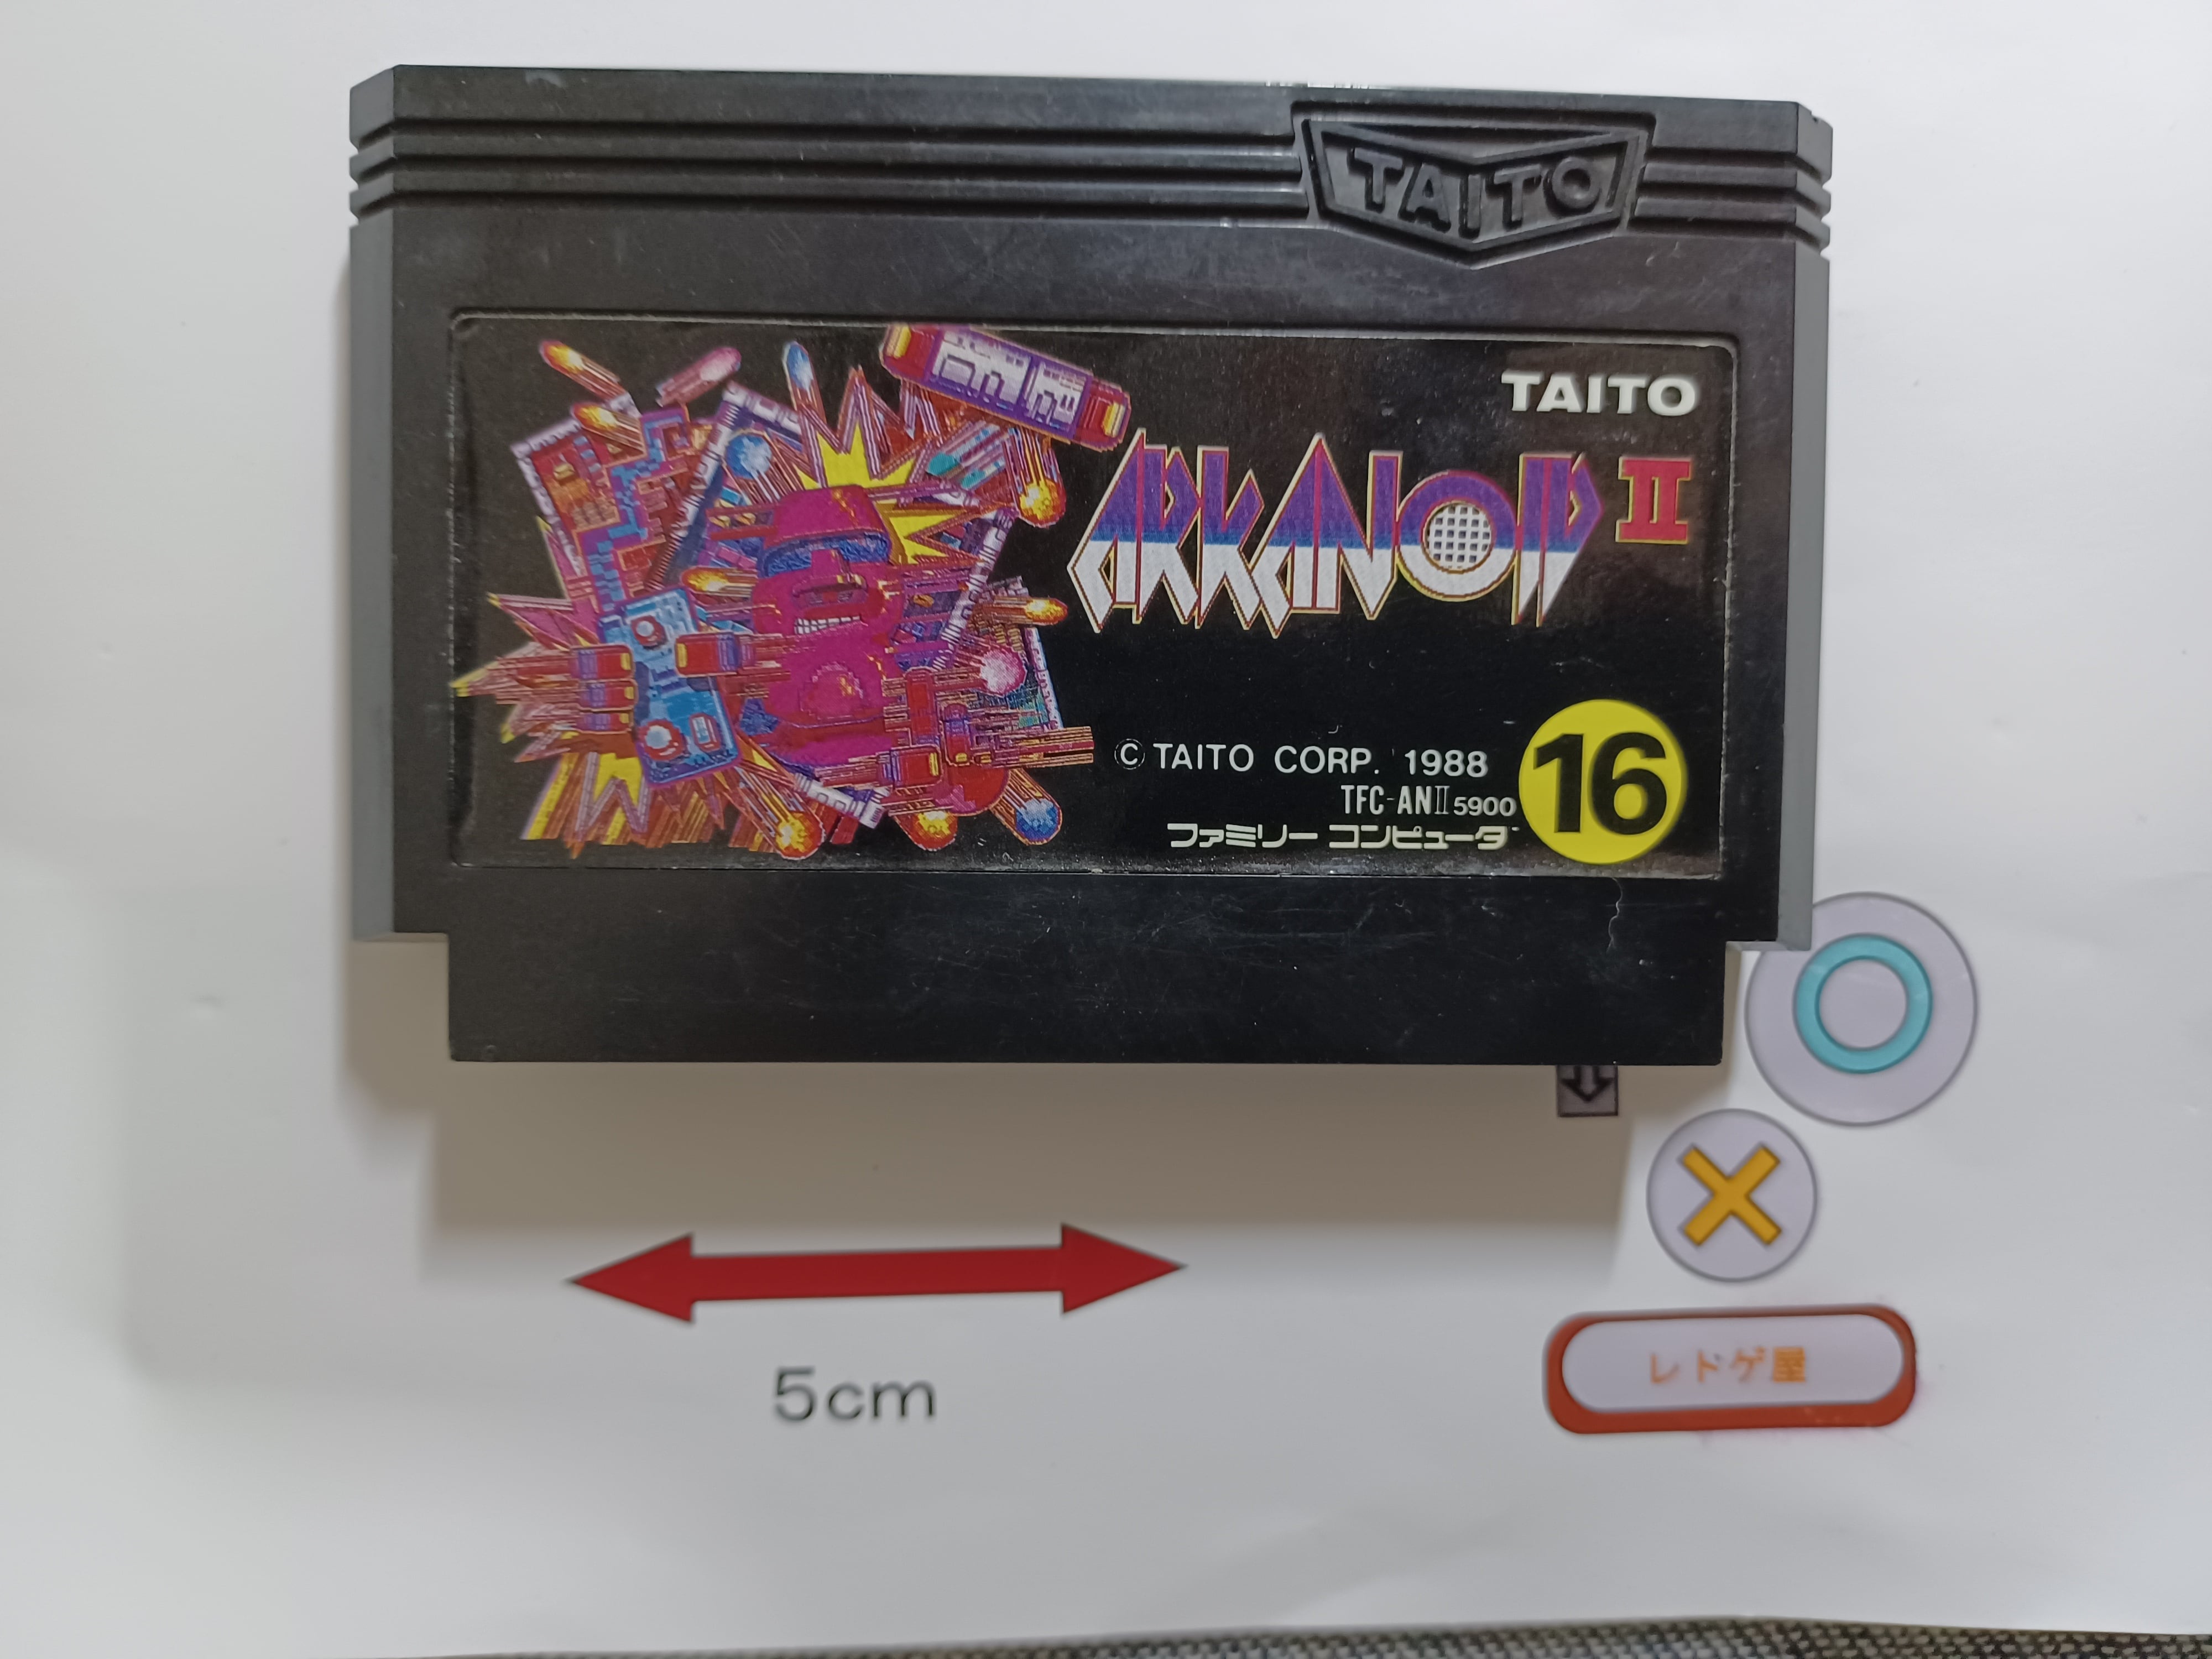 TAITO
TAITO
ARKANOID II
© TAITO CORP. 1988
TFC-ANII 5900
ファミリー コンピュータ
16
5cm
レトゲ屋